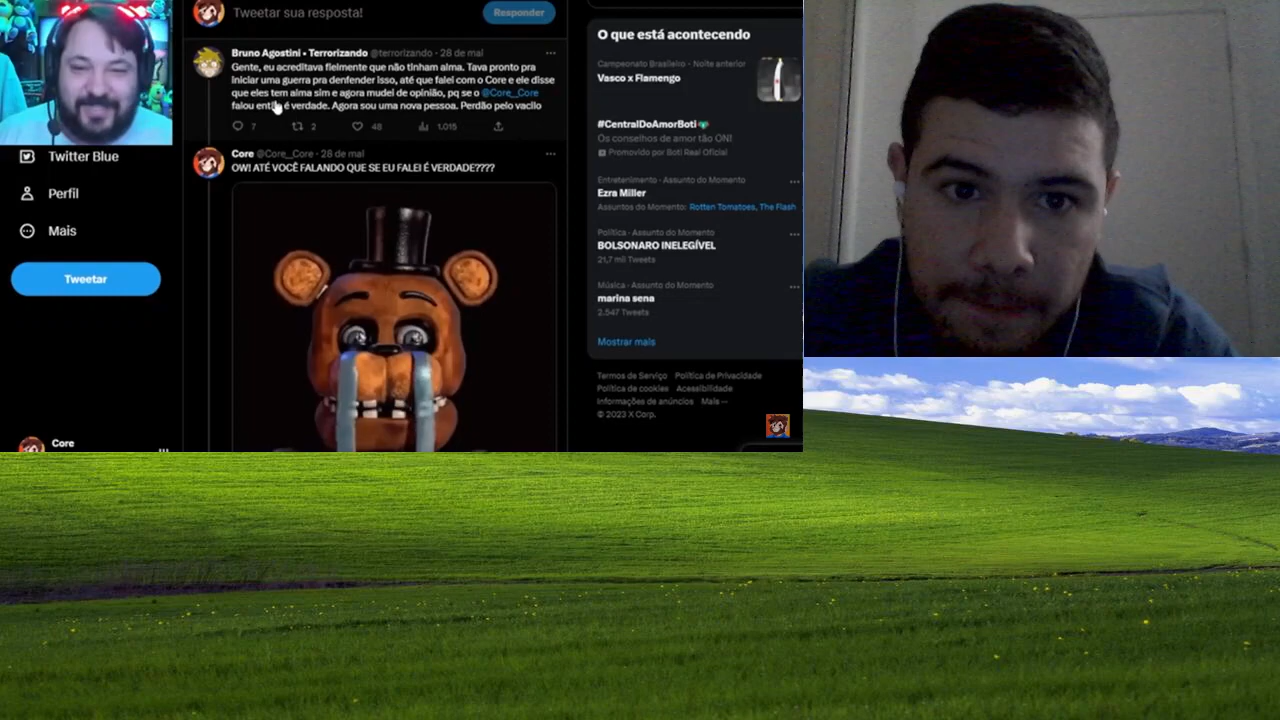 Tweetar sua resposta!
Responder
Bruno Agostini • Terrorizando @terrorizando · 28 de mai
Gente, eu acreditava fielmente que não tinham alma. Tava pronto pra
iniciar uma guerra pra denfender isso, até que falei com o Core e ele disse
que eles tem alma sim e agora mudei de opinião, pq se o @Core__Core
falou então é verdade. Agora sou uma nova pessoa. Perdão pelo vacilo
7 2 48 1.015
Core @Core__Core · 28 de mai
OW! ATÉ VOCÊ FALANDO QUE SE EU FALEI É VERDADE????
Twitter Blue
Perfil
Mais
Tweetar
Core
O que está acontecendo
Campeonato Brasileiro · Noite anterior
Vasco x Flamengo
#CentralDoAmorBoti
Os conselhos de amor tão ON!
Promovido por Boti Real Oficial
Entretenimento · Assunto do Momento
Ezra Miller
Assuntos do Momento: Rotten Tomatoes, The Flash
Política · Assunto do Momento
BOLSONARO INELEGÍVEL
21,7 mil Tweets
Música · Assunto do Momento
marina sena
2.547 Tweets
Mostrar mais
Termos de Serviço Política de Privacidade
Política de cookies Acessibilidade
Informações de anúncios Mais ···
© 2023 X Corp.